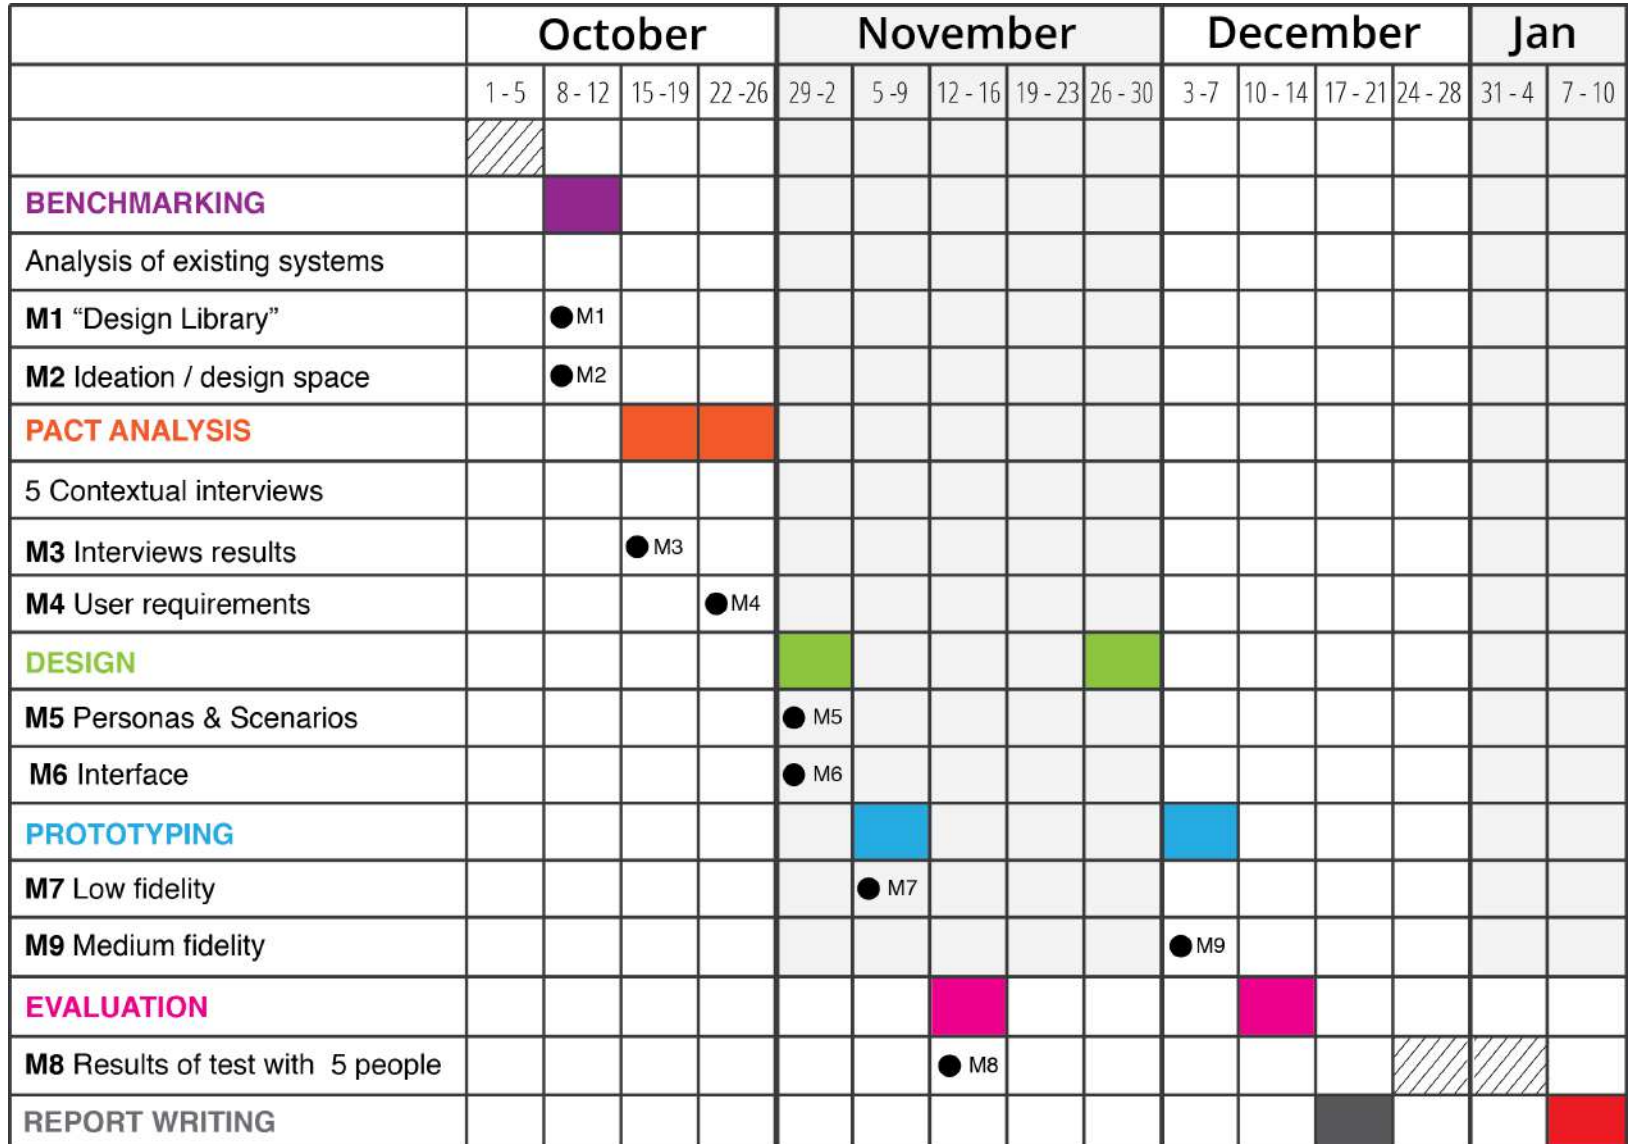 October November December Jan
1 - 5 8 - 12 15 -19 22 -26 29 -2 5 -9 12 - 16 19 - 23 26 - 30 3 -7 10 - 14 17 - 21 24 - 28 31 - 4 7 - 10
BENCHMARKING
Analysis of existing systems
M1 “Design Library” M1
M2 Ideation / design space M2
PACT ANALYSIS
5 Contextual interviews
M3 Interviews results M3
M4 User requirements M4
DESIGN
M5 Personas & Scenarios M5
M6 Interface M6
PROTOTYPING
M7 Low fidelity M7
M9 Medium fidelity M9
EVALUATION
M8 Results of test with 5 people M8
REPORT WRITING